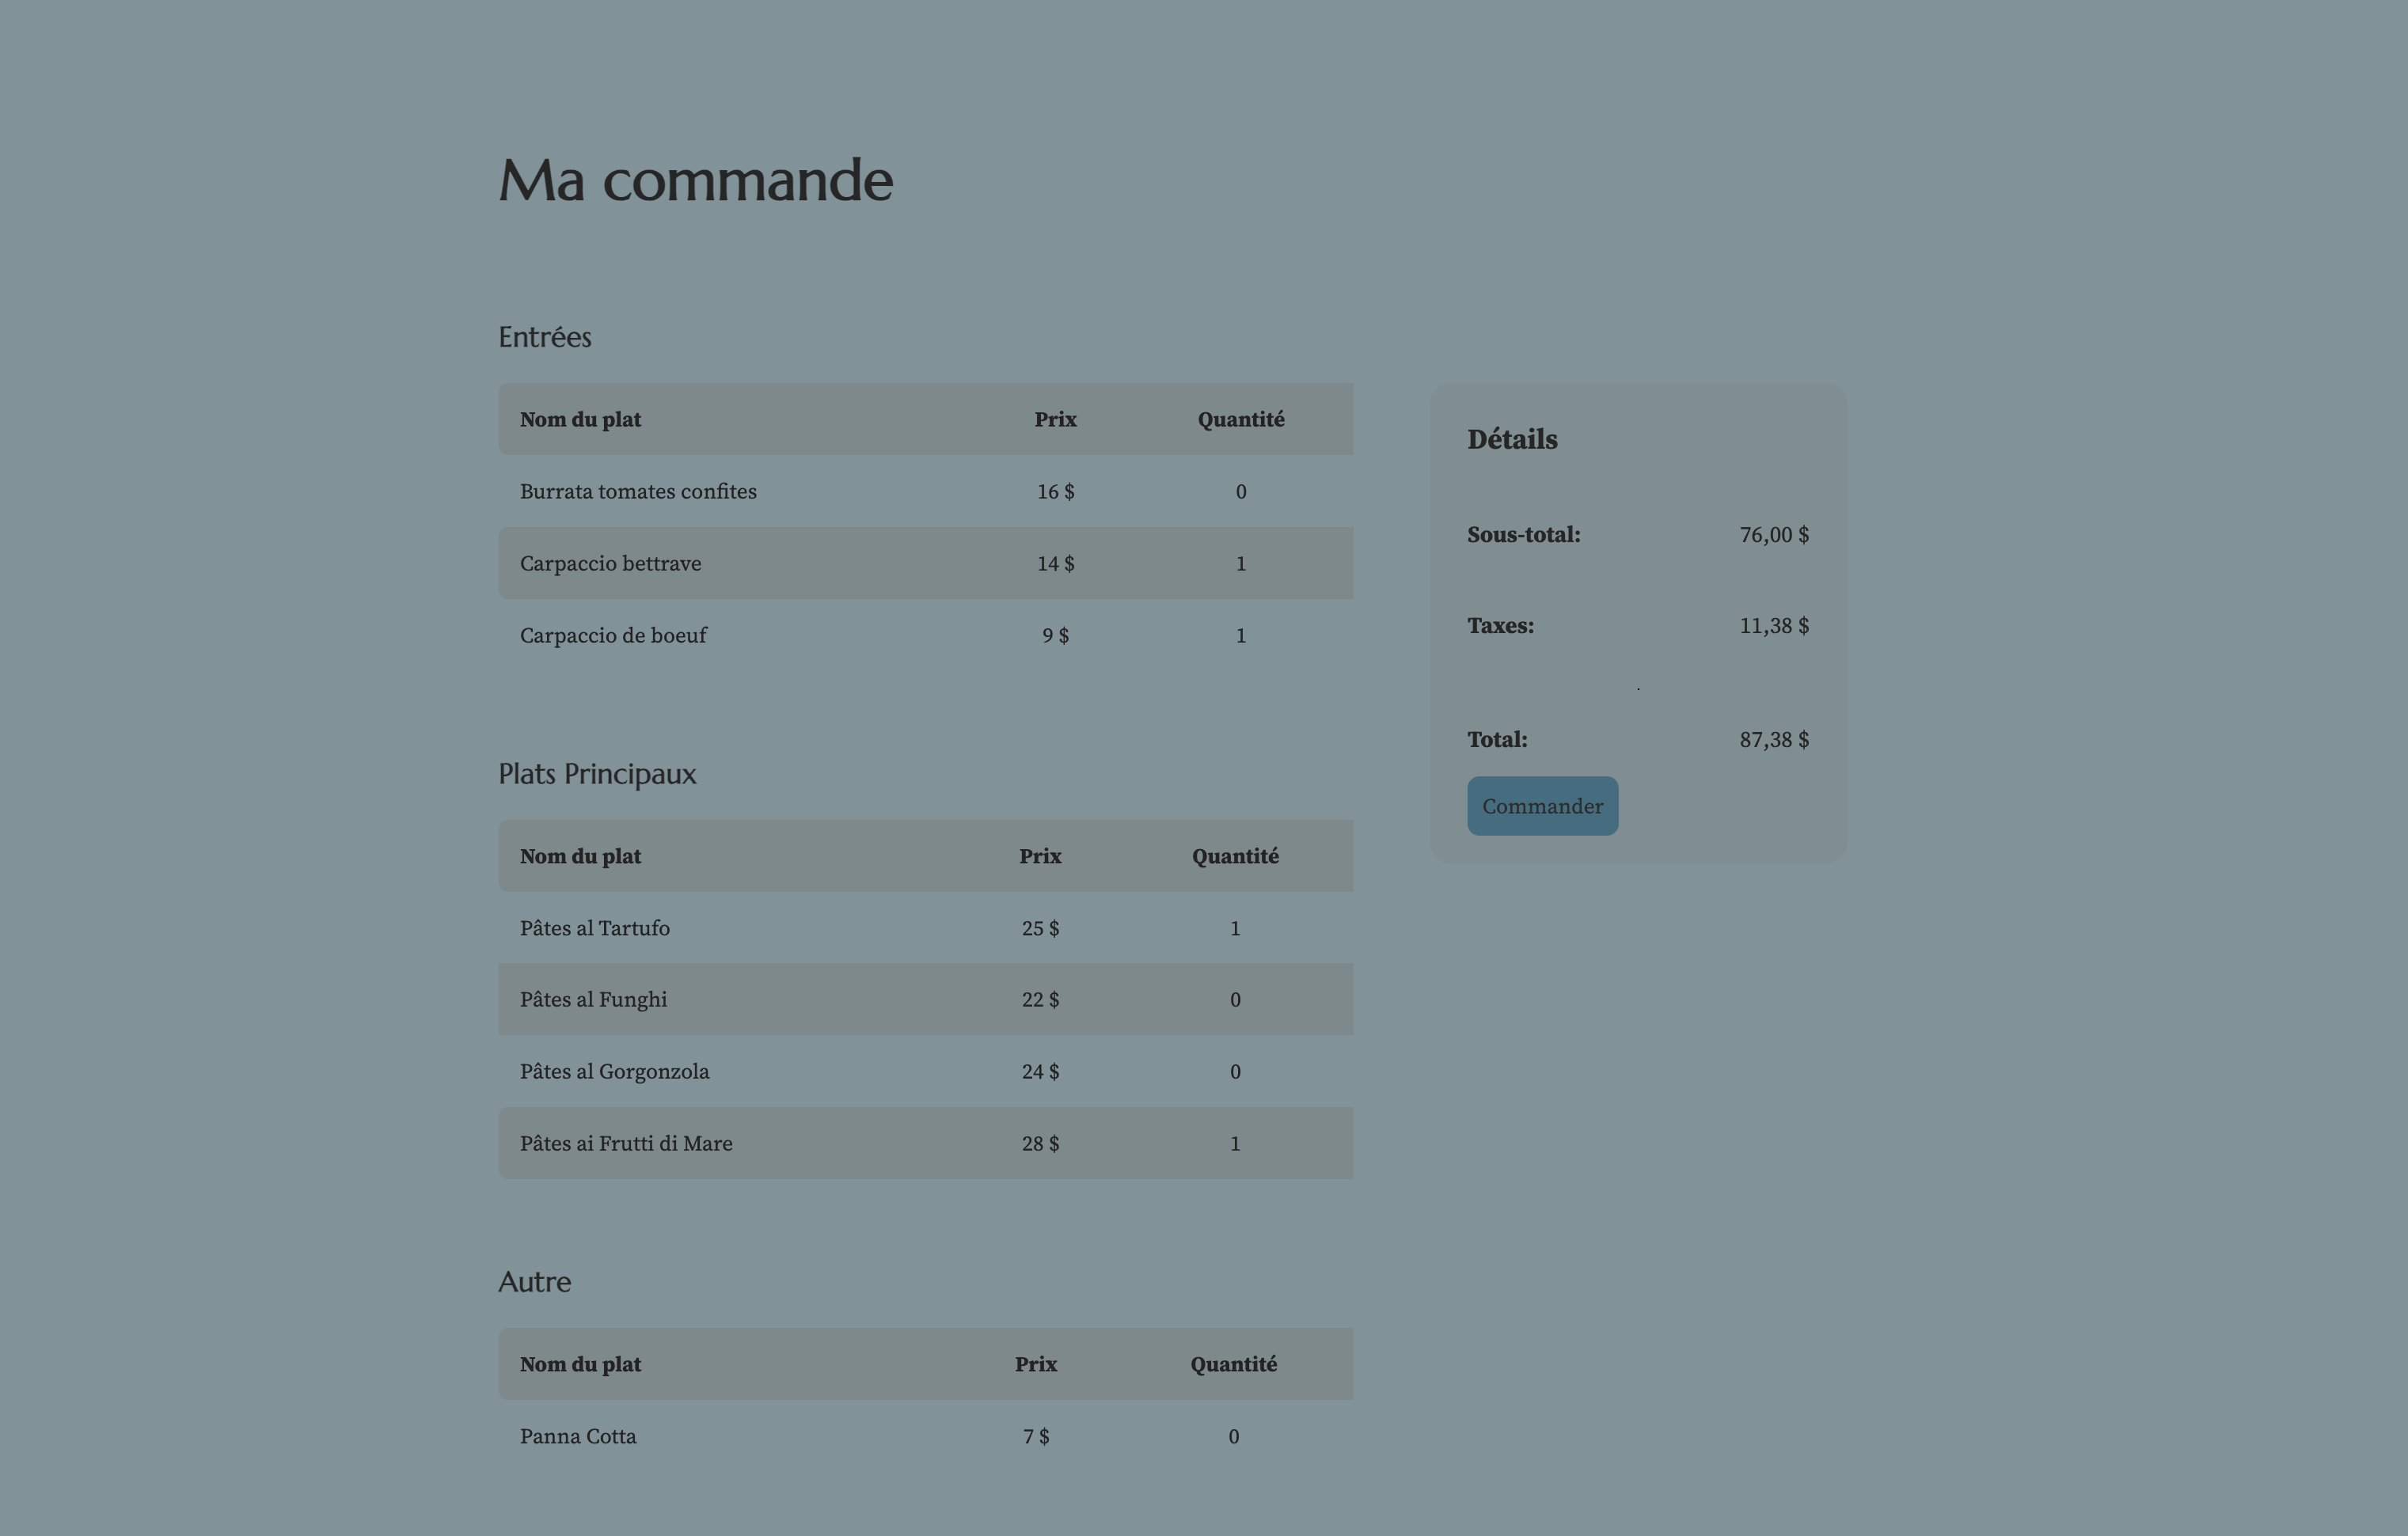 Ma commande
Entrées
Nom du plat Prix Quantité
Burrata tomates confites 16 $ 0
Carpaccio bettrave 14 $ 1
Carpaccio de boeuf 9 $ 1
Plats Principaux
Nom du plat Prix Quantité
Pâtes al Tartufo 25 $ 1
Pâtes al Funghi 22 $ 0
Pâtes al Gorgonzola 24 $ 0
Pâtes ai Frutti di Mare 28 $ 1
Autre
Nom du plat Prix Quantité
Panna Cotta 7 $ 0
Détails
Sous-total: 76,00 $
Taxes: 11,38 $
Total: 87,38 $
Commander